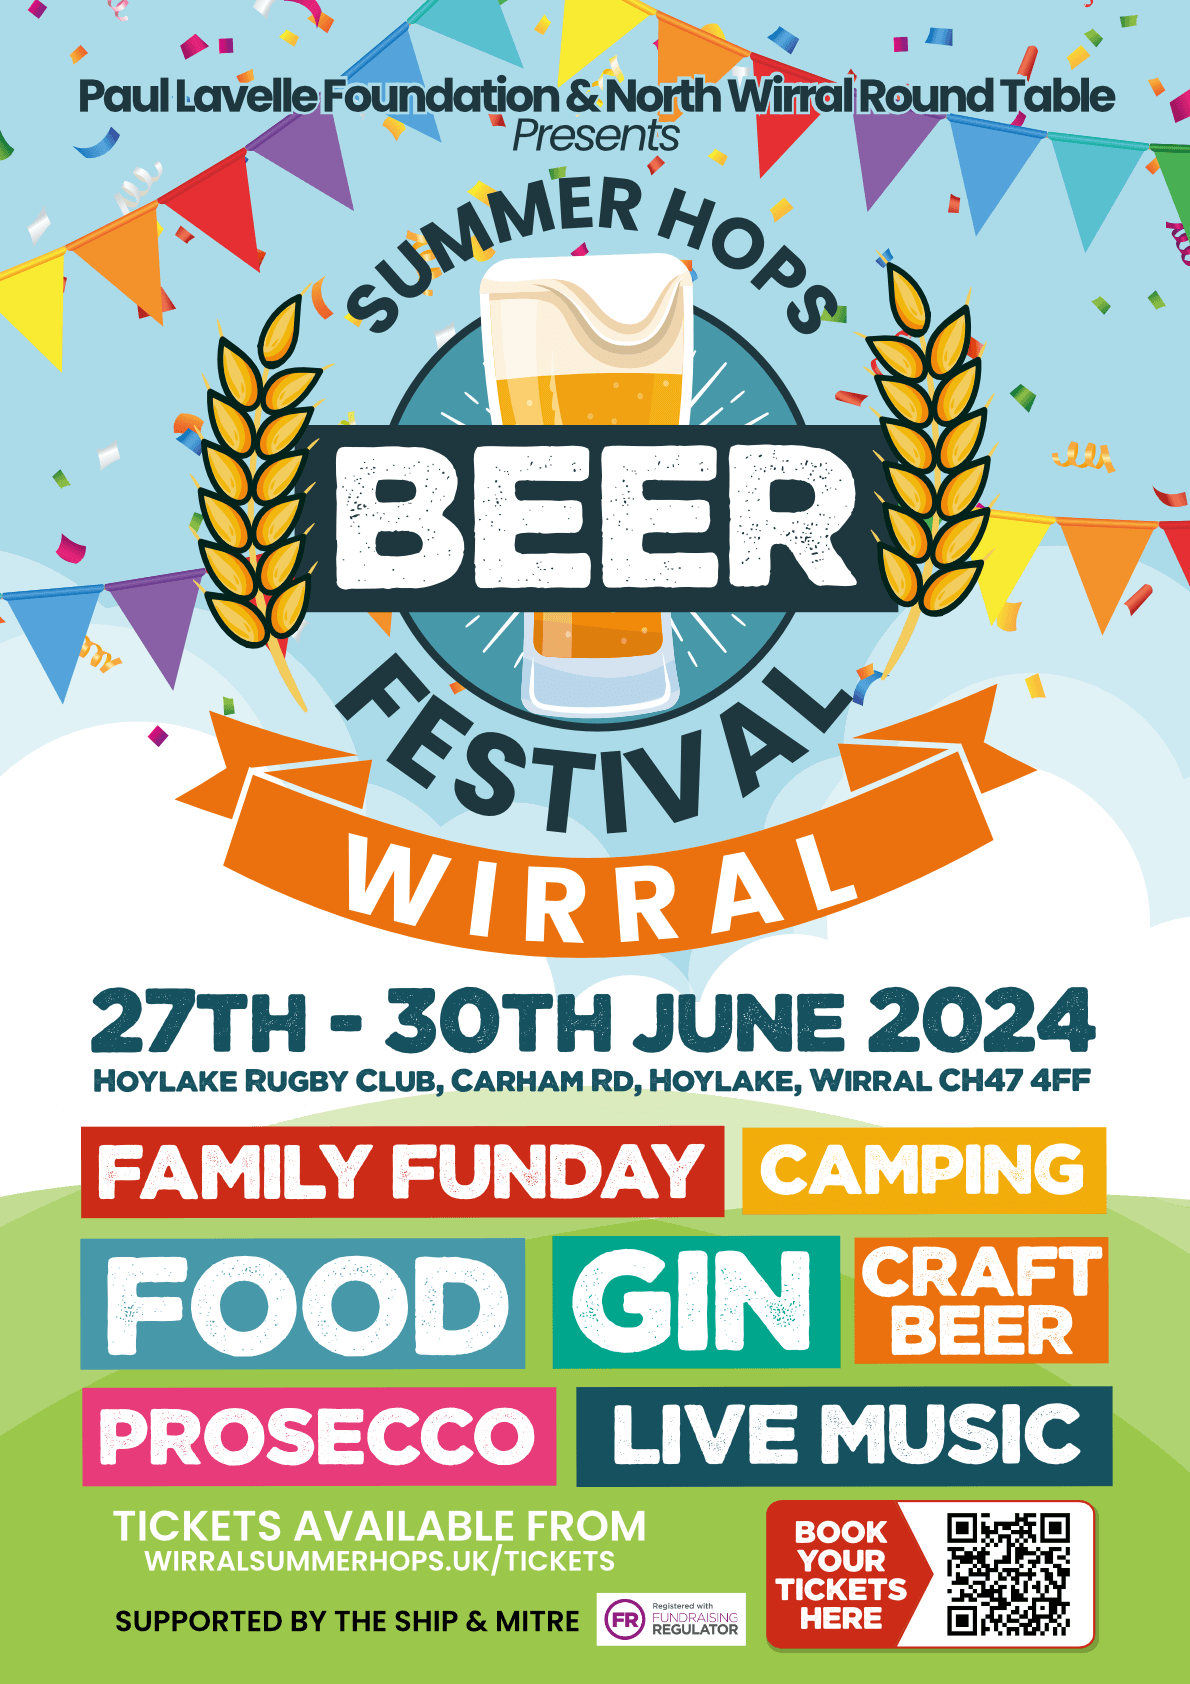 Paul Lavelle Foundation & North Wirral Round Table
Presents
SUMMER HOPS
BEER
FESTIVAL
WIRRAL
27TH - 30TH JUNE 2024
HOYLAKE RUGBY CLUB, CARHAM RD, HOYLAKE, WIRRAL CH47 4FF
FAMILY FUNDAY
CAMPING
FOOD
GIN
CRAFT
BEER
PROSECCO
LIVE MUSIC
TICKETS AVAILABLE FROM
WIRRALSUMMERHOPS.UK/TICKETS
SUPPORTED BY THE SHIP & MITRE
FR
Registered with
FUNDRAISING
REGULATOR
BOOK
YOUR
TICKETS
HERE